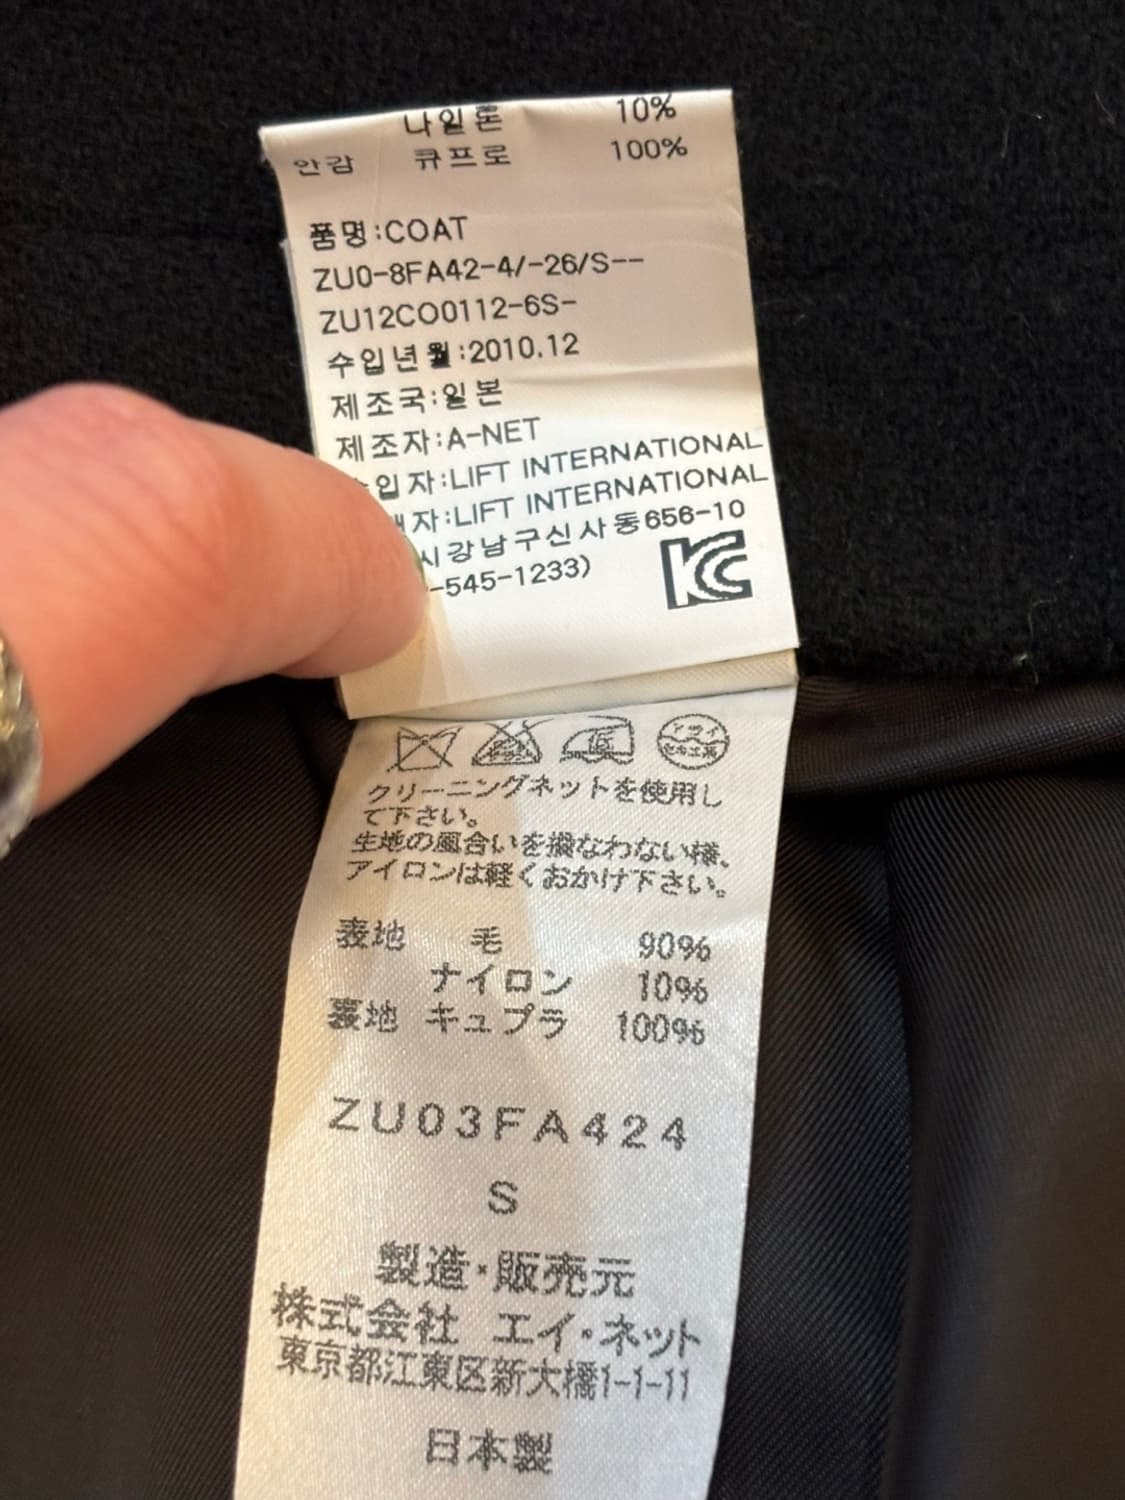 나일론 10%
안감 큐프로 100%
품명:COAT
ZU0-8FA42-4/-26/S--
ZU12CO0112-6S-
수입년월:2010.12
제조국:일본
제조자:A-NET
입자:LIFT INTERNATIONAL
자:LIFT INTERNATIONAL
시강남구신사동656-10
-545-1233)
KC
クリーニングネットを使用し
て下さい。
生地の風合いを損なわない様、
アイロンは軽くおかけ下さい。
表地 毛 90%
ナイロン 10%
裏地 キュプラ 100%
ZU03FA424
S
製造・販売元
株式会社 エイ・ネット
東京都江東区新大橋1-1-11
日本製